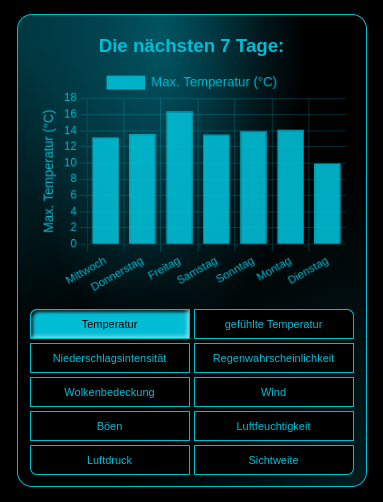 Die nächsten 7 Tage:
Max. Temperatur (°C)
Max. Temperatur (°C)
18
16
14
12
10
8
6
4
2
0
Mittwoch
Donnerstag
Freitag
Samstag
Sonntag
Montag
Dienstag
Temperatur
gefühlte Temperatur
Niederschlagsintensität
Regenwahrscheinlichkeit
Wolkenbedeckung
Wind
Böen
Luftfeuchtigkeit
Luftdruck
Sichtweite